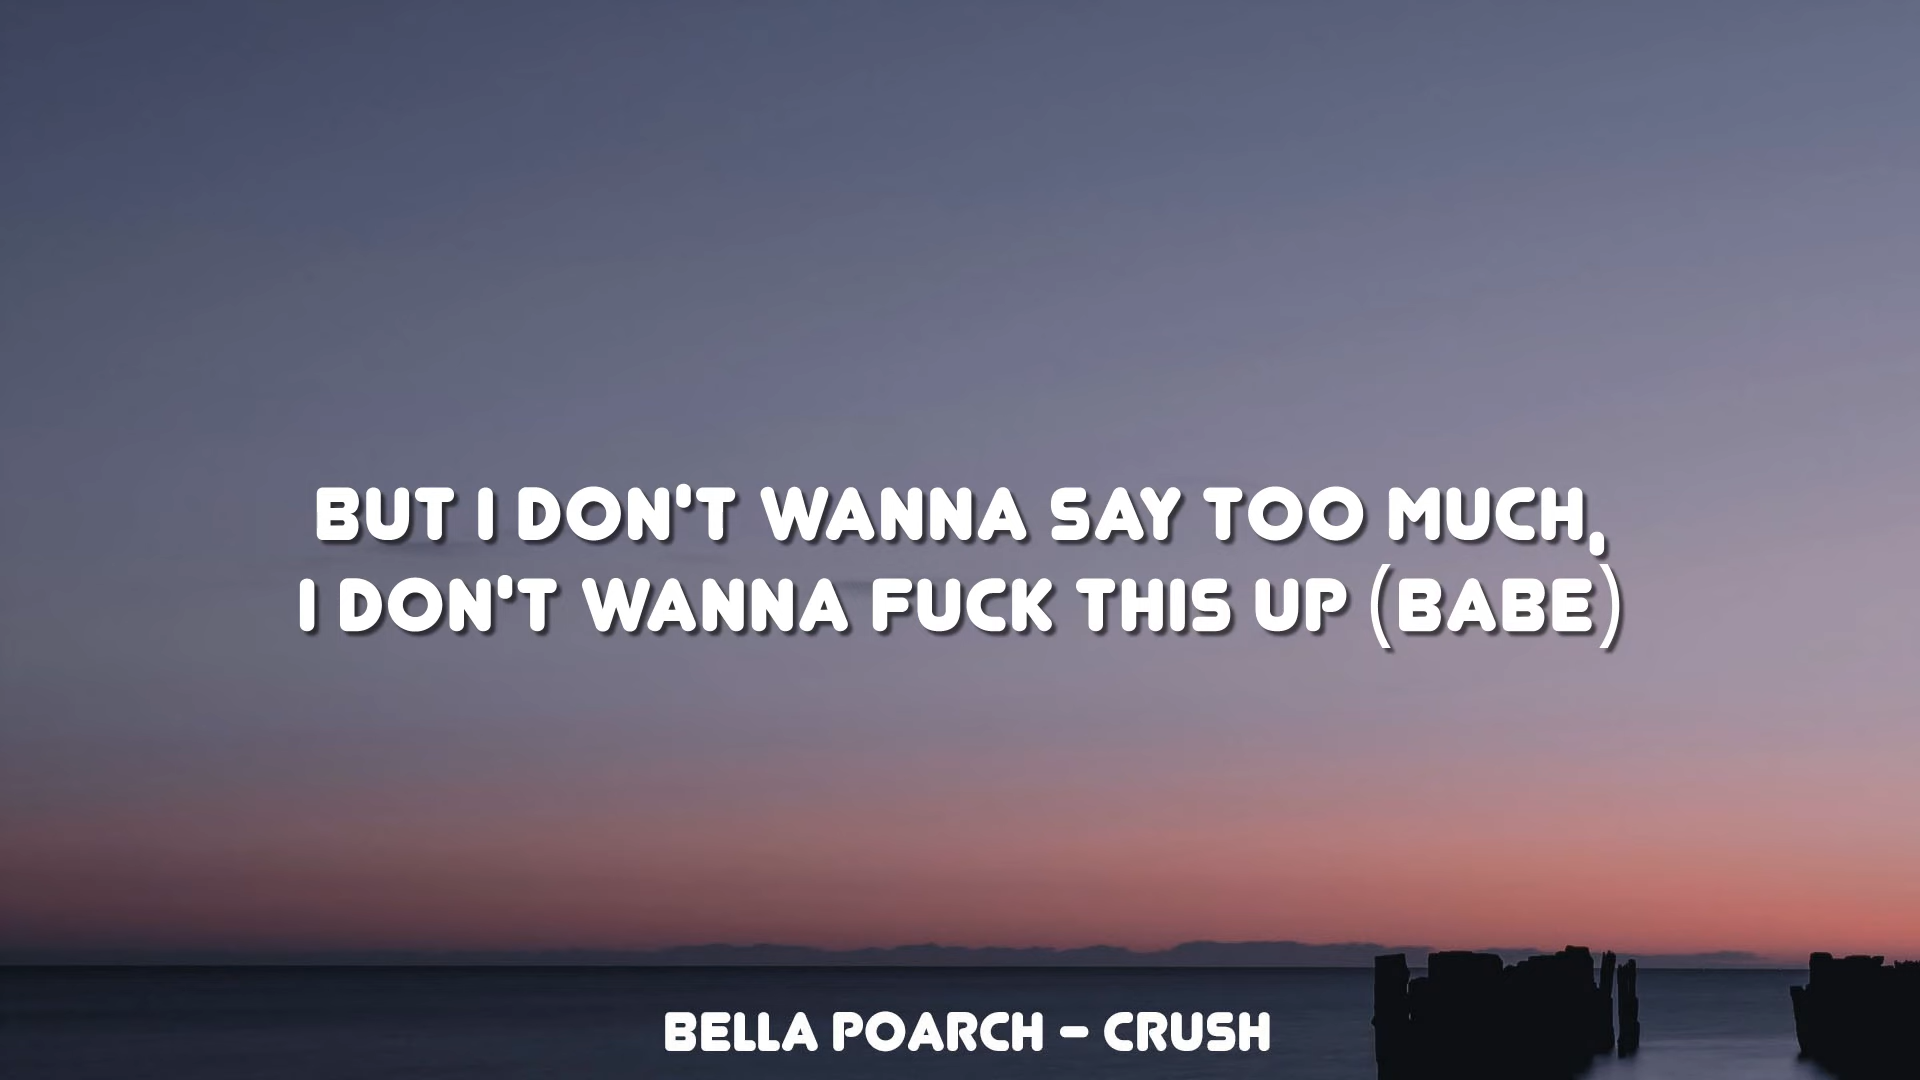 BUT I DON'T WANNA SAY TOO MUCH,
I DON'T WANNA FUCK THIS UP (BABE)
BELLA POARCH - CRUSH